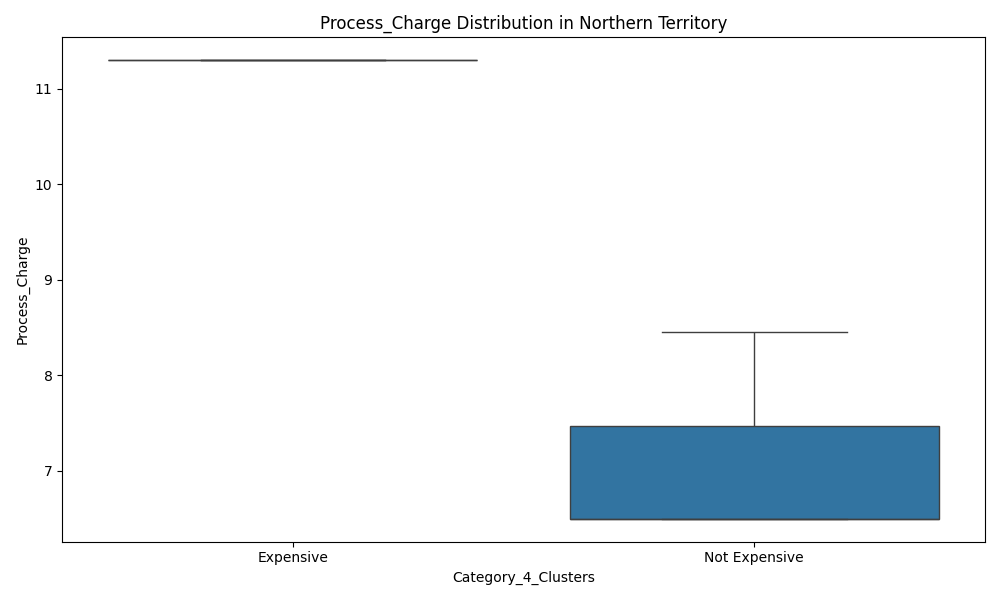 Process_Charge Distribution in Northern Territory
Process_Charge
11
10
9
8
7
Expensive
Not Expensive
Category_4_Clusters